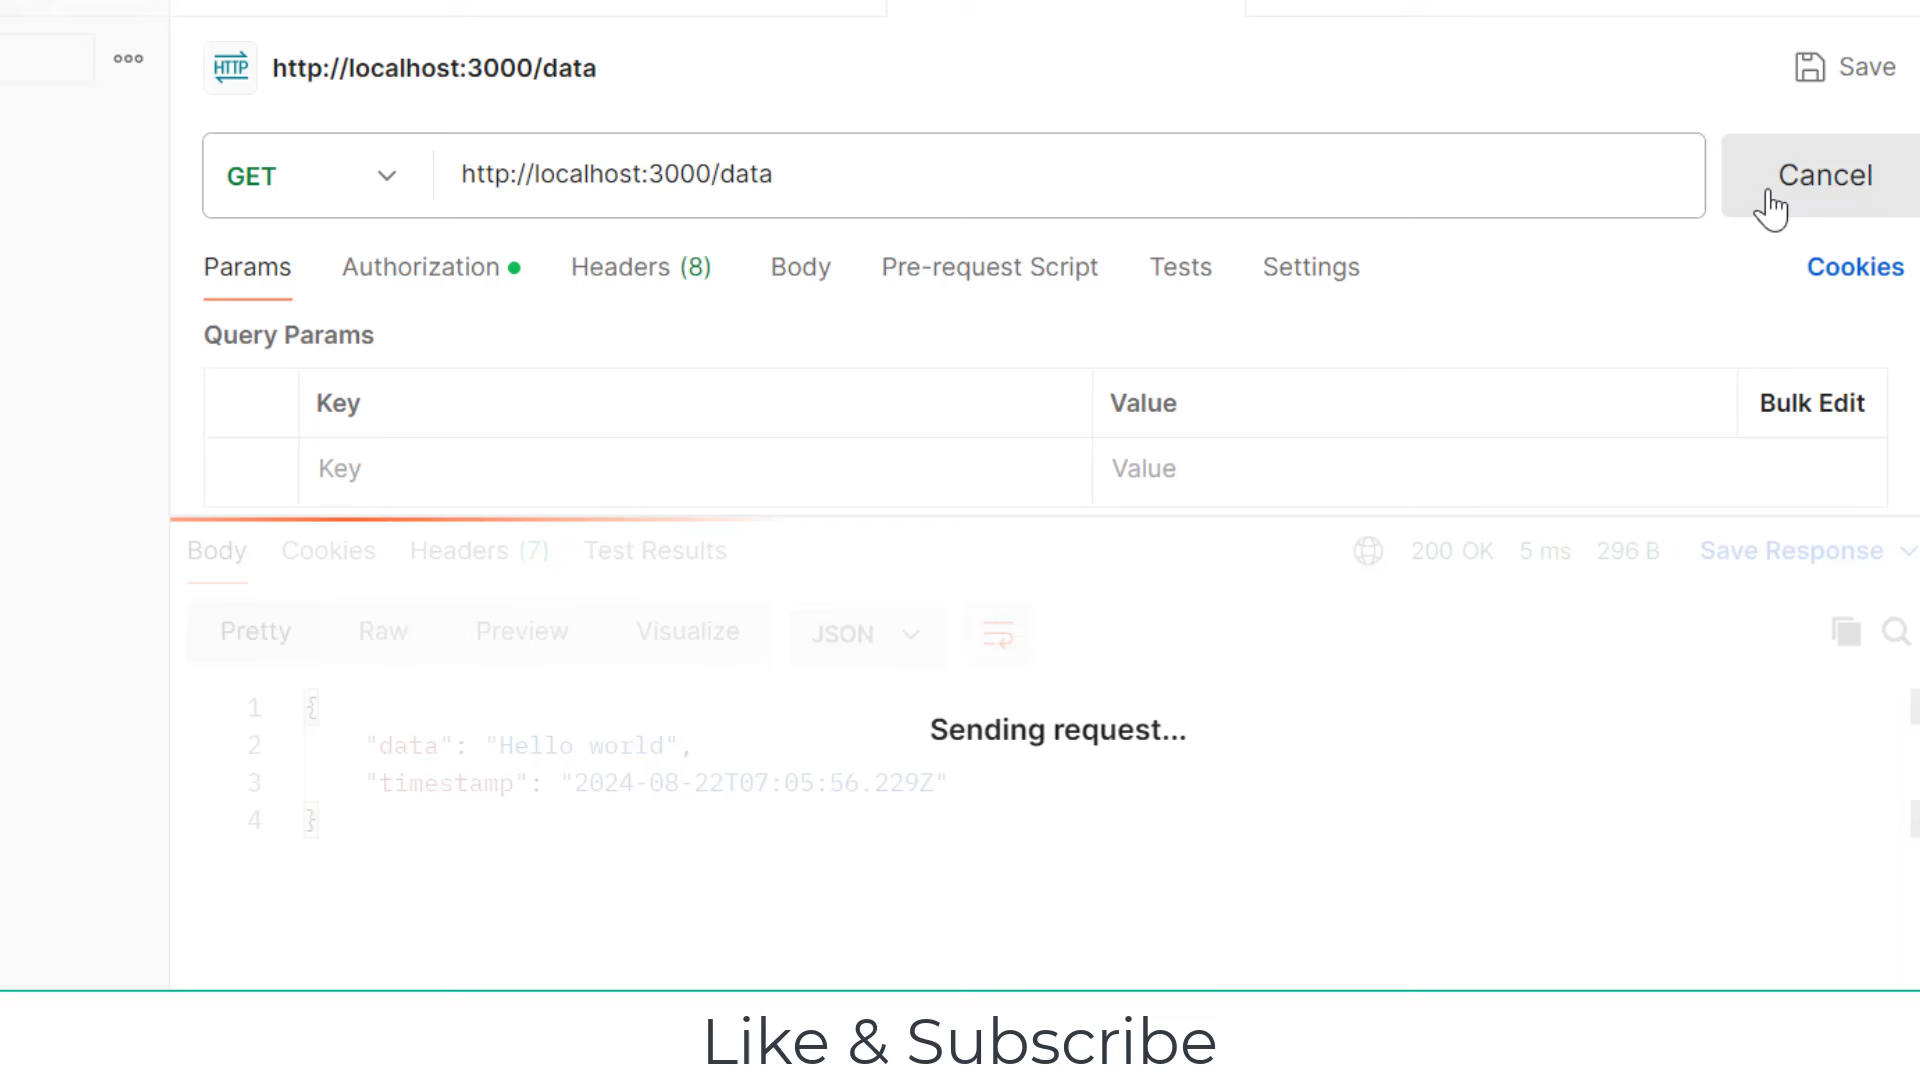 HTTP http://localhost:3000/data Save
GET http://localhost:3000/data Cancel
Params Authorization Headers (8) Body Pre-request Script Tests Settings Cookies
Query Params
Key Value Bulk Edit
Key Value
Body Cookies Headers (7) Test Results 200 OK 5 ms 296 B Save Response
Pretty Raw Preview Visualize JSON
1 {
Sending request...
2 "data": "Hello world",
3 "timestamp": "2024-08-22T07:05:56.229Z"
4 }
Like & Subscribe